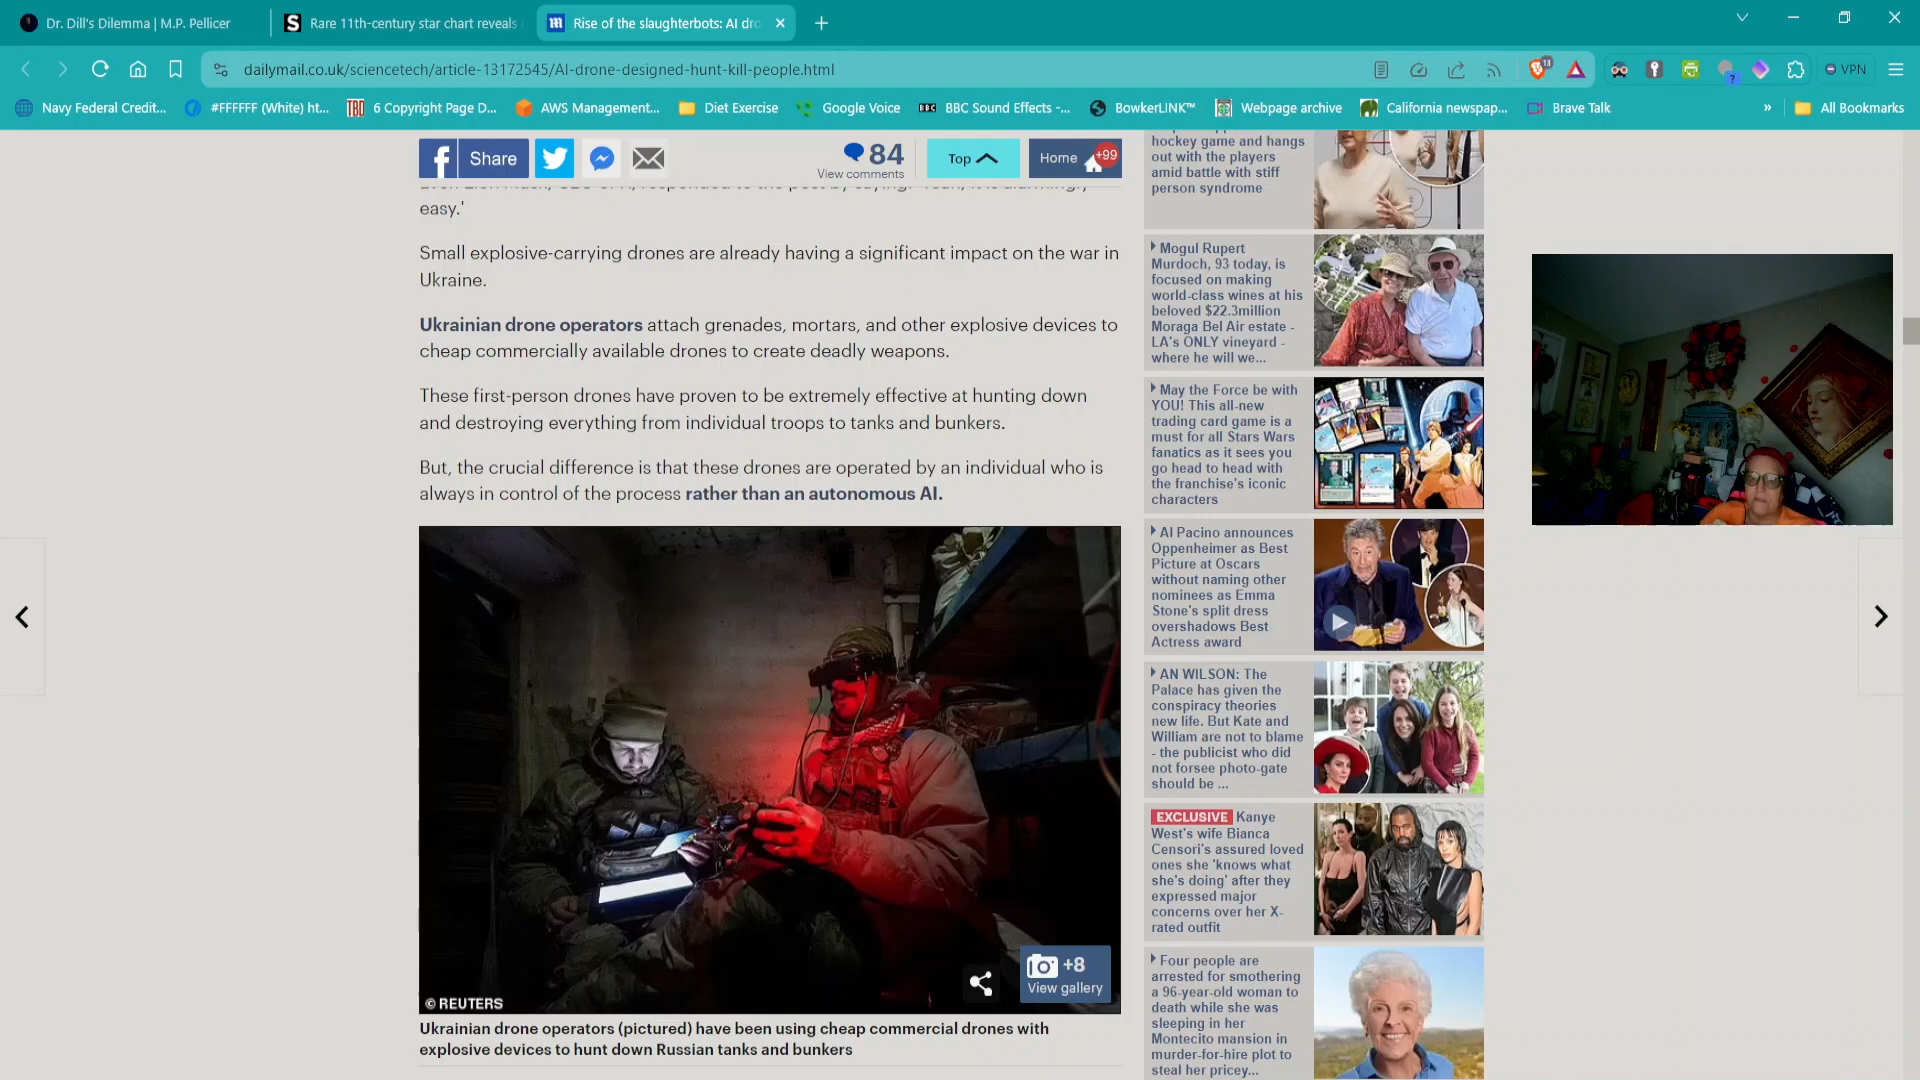 Dr. Dill's Dilemma | M.P. Pellicer
Rare 11th-century star chart reveals
Rise of the slaughterbots: AI dro
dailymail.co.uk/sciencetech/article-13172545/AI-drone-designed-hunt-kill-people.html
18
?
VPN
Navy Federal Credit...
#FFFFFF (White) ht...
6 Copyright Page D...
AWS Management...
Diet Exercise
Google Voice
BBC
BBC Sound Effects -...
BowkerLINK™
Webpage archive
California newspap...
Brave Talk
»
All Bookmarks
Share
84
View comments
Top
Home
+99
easy.'
Small explosive-carrying drones are already having a significant impact on the war in
Ukraine.
Ukrainian drone operators attach grenades, mortars, and other explosive devices to
cheap commercially available drones to create deadly weapons.
These first-person drones have proven to be extremely effective at hunting down
and destroying everything from individual troops to tanks and bunkers.
But, the crucial difference is that these drones are operated by an individual who is
always in control of the process rather than an autonomous AI.
© REUTERS
+8
View gallery
Ukrainian drone operators (pictured) have been using cheap commercial drones with
explosive devices to hunt down Russian tanks and bunkers
hockey game and hangs
out with the players
amid battle with stiff
person syndrome
Mogul Rupert
Murdoch, 93 today, is
focused on making
world-class wines at his
beloved $22.3million
Moraga Bel Air estate -
LA's ONLY vineyard -
where he will we...
May the Force be with
YOU! This all-new
trading card game is a
must for all Stars Wars
fanatics as it sees you
go head to head with
the franchise's iconic
characters
Al Pacino announces
Oppenheimer as Best
Picture at Oscars
without naming other
nominees as Emma
Stone's split dress
overshadows Best
Actress award
AN WILSON: The
Palace has given the
conspiracy theories
new life. But Kate and
William are not to blame
- the publicist who did
not forsee photo-gate
should be ...
EXCLUSIVE Kanye
West's wife Bianca
Censori's assured loved
ones she 'knows what
she's doing' after they
expressed major
concerns over her X-
rated outfit
Four people are
arrested for smothering
a 96-year-old woman to
death while she was
sleeping in her
Montecito mansion in
murder-for-hire plot to
steal her pricey...